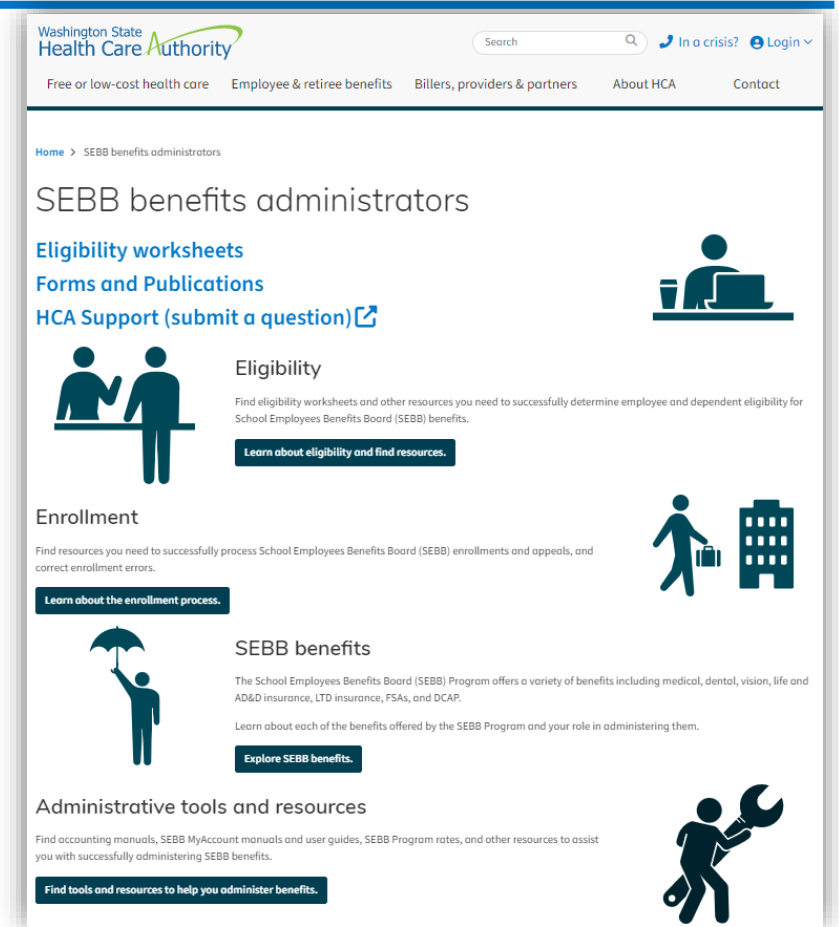 Washington State
Health Care Authority
Search
In a crisis?
Login
Free or low-cost health care
Employee & retiree benefits
Billers, providers & partners
About HCA
Contact
Home > SEBB benefits administrators
SEBB benefits administrators
Eligibility worksheets
Forms and Publications
HCA Support (submit a question)
Eligibility
Find eligibility worksheets and other resources you need to successfully determine employee and dependent eligibility for
School Employees Benefits Board (SEBB) benefits.
Learn about eligibility and find resources.
Enrollment
Find resources you need to successfully process School Employees Benefits Board (SEBB) enrollments and appeals, and
correct enrollment errors.
Learn about the enrollment process.
SEBB benefits
The School Employees Benefits Board (SEBB) Program offers a variety of benefits including medical, dental, vision, life and
AD&D insurance, LTD insurance, FSAs, and DCAP.
Learn about each of the benefits offered by the SEBB Program and your role in administering them.
Explore SEBB benefits.
Administrative tools and resources
Find accounting manuals, SEBB MyAccount manuals and user guides, SEBB Program rates, and other resources to assist
you with successfully administering SEBB benefits.
Find tools and resources to help you administer benefits.